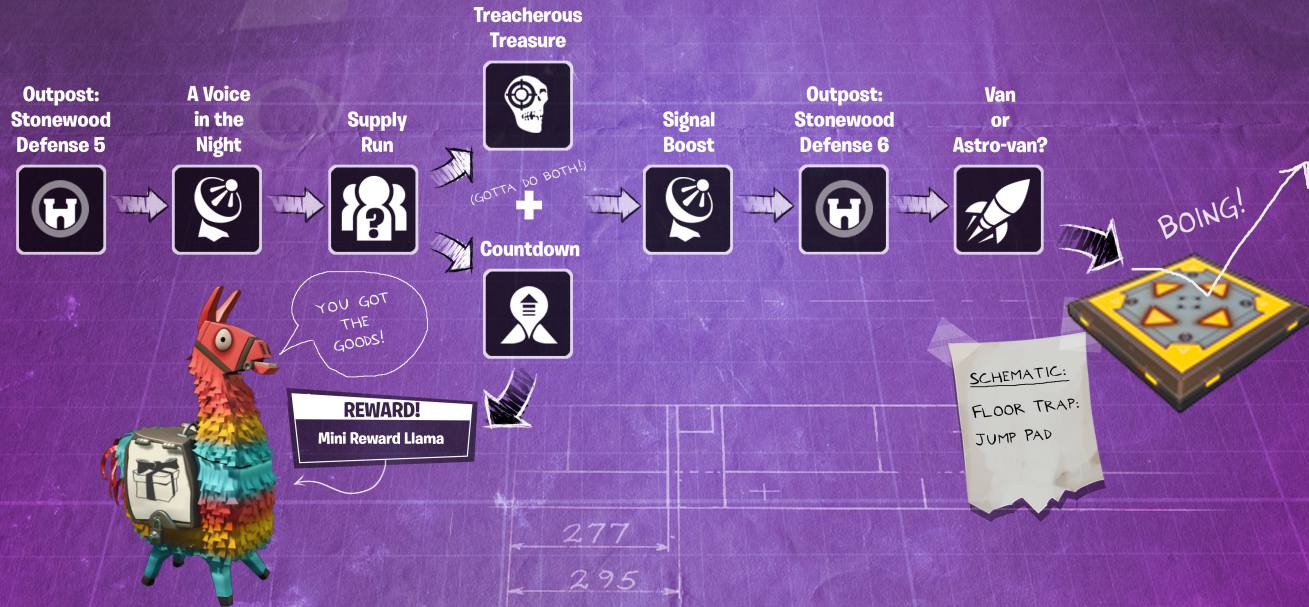 Treacherous
Treasure
Outpost:
Stonewood
Defense 5
A Voice
in the
Night
Supply
Run
Signal
Boost
Outpost:
Stonewood
Defense 6
Van
or
Astro-van?
?
(GOTTA DO BOTH!)
Countdown
BOING!
YOU GOT
THE
GOODS!
REWARD!
Mini Reward Llama
SCHEMATIC:
FLOOR TRAP:
JUMP PAD
277
295